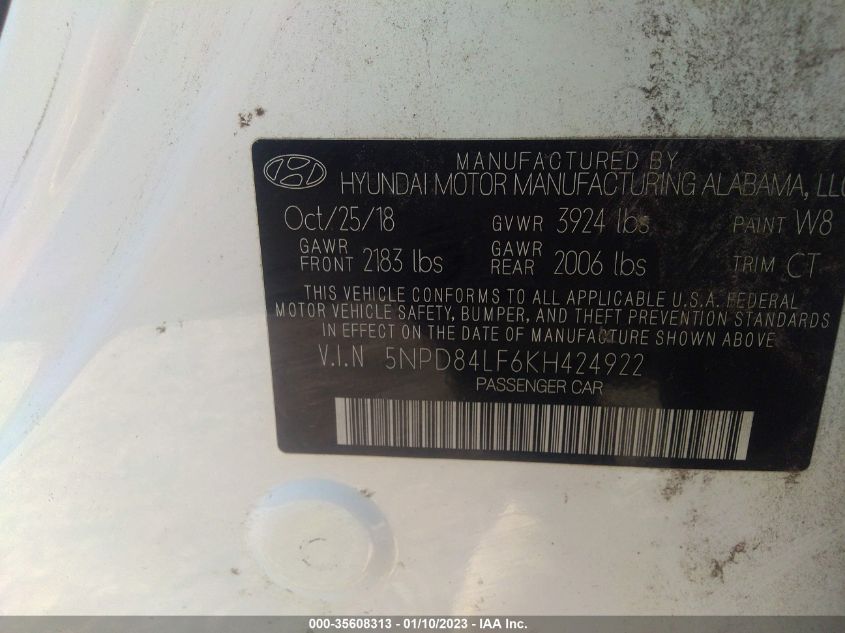 MANUFACTURED BY
HYUNDAI MOTOR MANUFACTURING ALABAMA, LLC
Oct/25/18 GVWR 3924 lbs PAINT W8
GAWR FRONT 2183 lbs GAWR REAR 2006 lbs TRIM CT
THIS VEHICLE CONFORMS TO ALL APPLICABLE U.S.A. FEDERAL
MOTOR VEHICLE SAFETY, BUMPER, AND THEFT PREVENTION STANDARDS
IN EFFECT ON THE DATE OF MANUFACTURE SHOWN ABOVE
V.I.N 5NPD84LF6KH424922
PASSENGER CAR
000-35608313 - 01/10/2023 - IAA Inc.